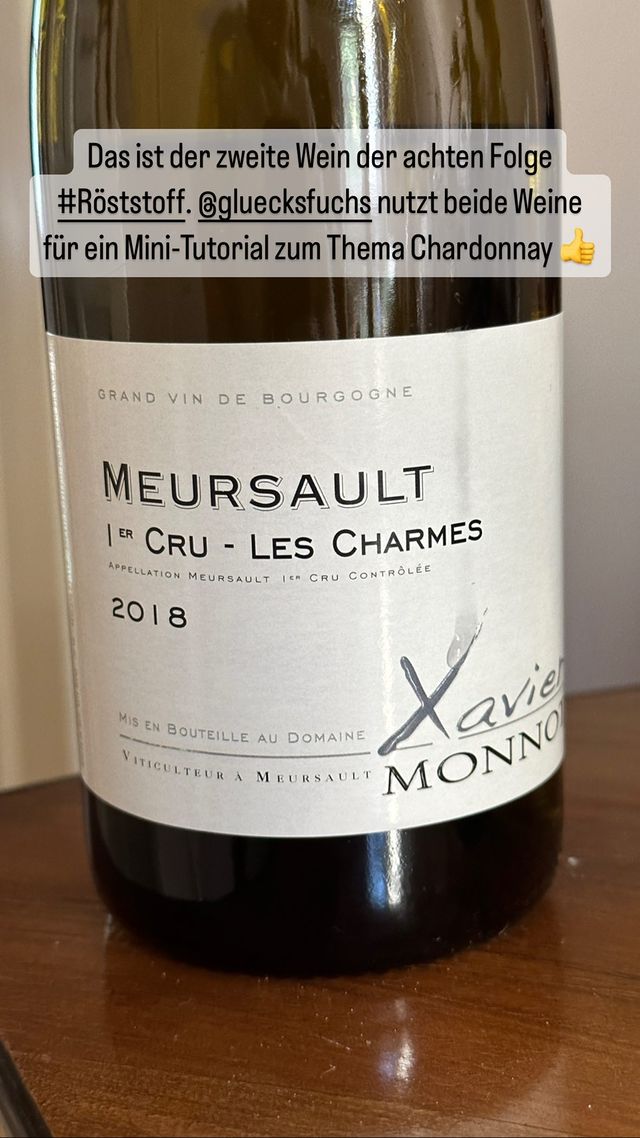 Das ist der zweite Wein der achten Folge
#Röststoff. @gluecksfuchs nutzt beide Weine
für ein Mini-Tutorial zum Thema Chardonnay 👍
GRAND VIN DE BOURGOGNE
MEURSAULT
1ER CRU - LES CHARMES
APPELLATION MEURSAULT 1ER CRU CONTRÔLÉE
2018
Xavier
MIS EN BOUTEILLE AU DOMAINE
MONNO
VITICULTEUR À MEURSAULT